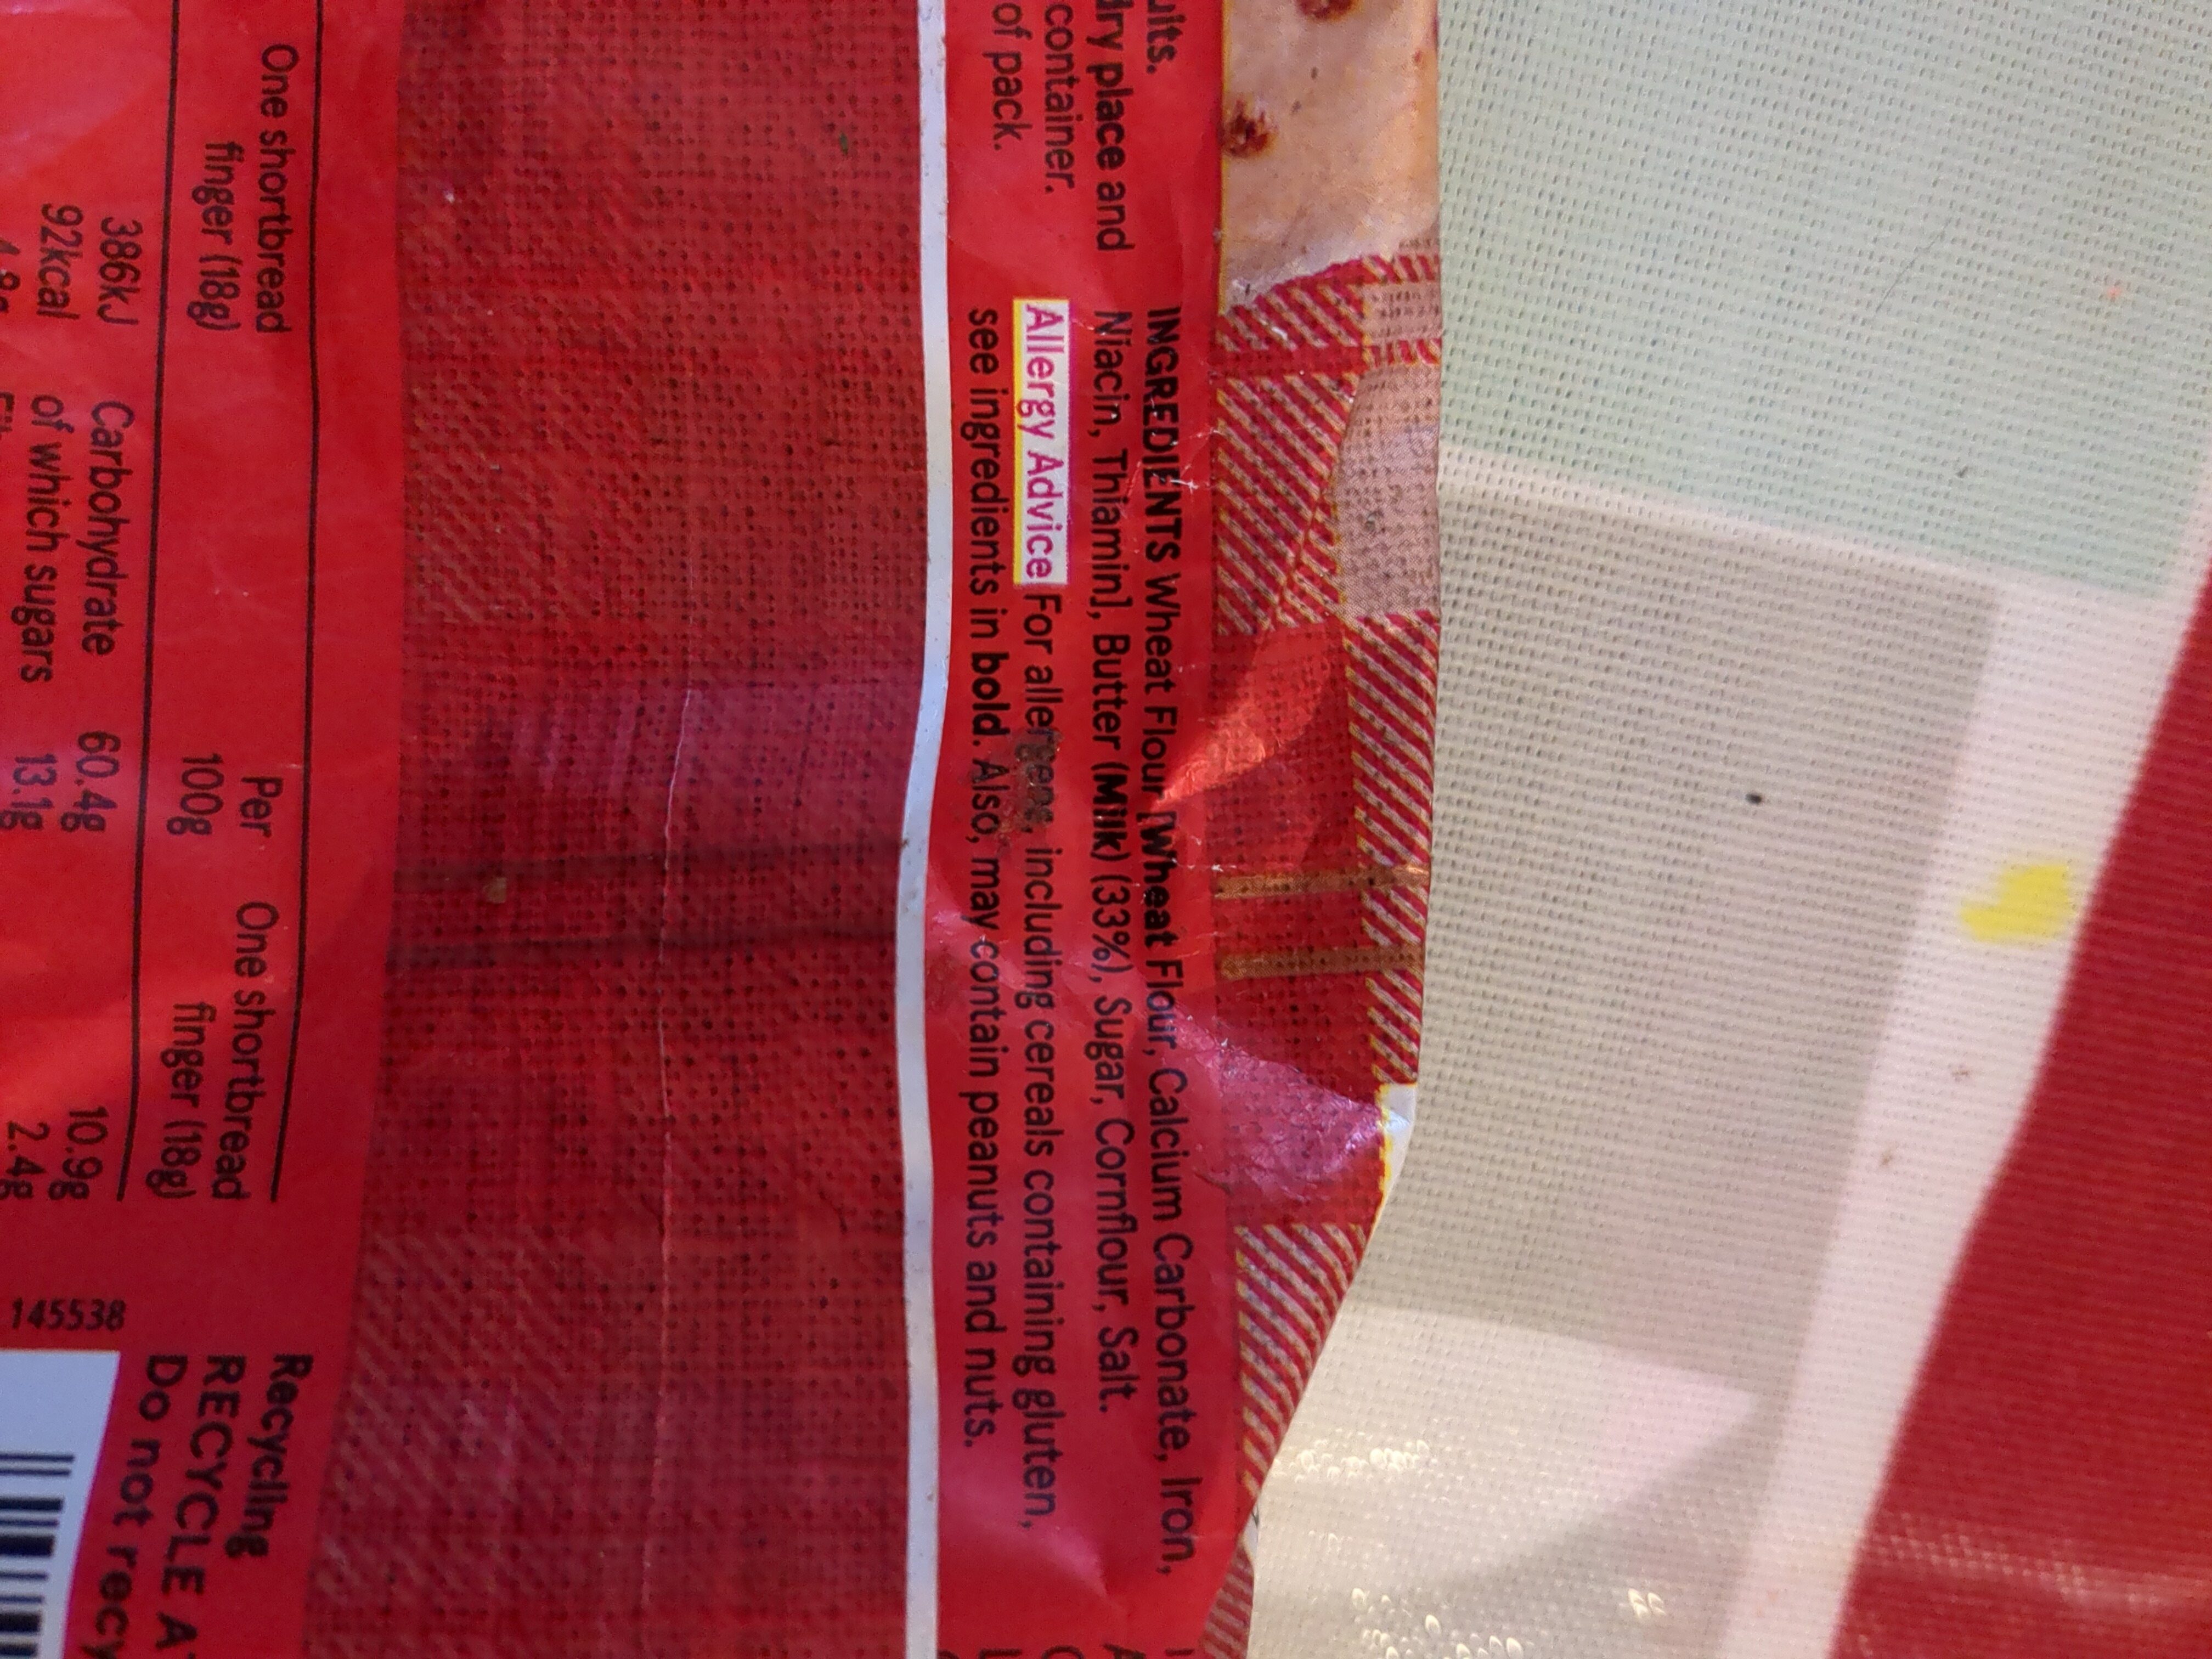 uits.
dry place and
container.
of pack.
INGREDIENTS Wheat Flour [Wheat Flour, Calcium Carbonate, Iron,
Niacin, Thiamin], Butter (Milk) (33%), Sugar, Cornflour, Salt.
Allergy Advice For allergens, including cereals containing gluten,
see ingredients in bold. Also, may contain peanuts and nuts.
One shortbread
finger (18g)
Per
100g
One shortbread
finger (18g)
386kJ
92kcal
Carbohydrate 60.4g 10.9g
of which sugars 13.1g 2.4g
145538
Recycling
RECYCLE A
Do not recy